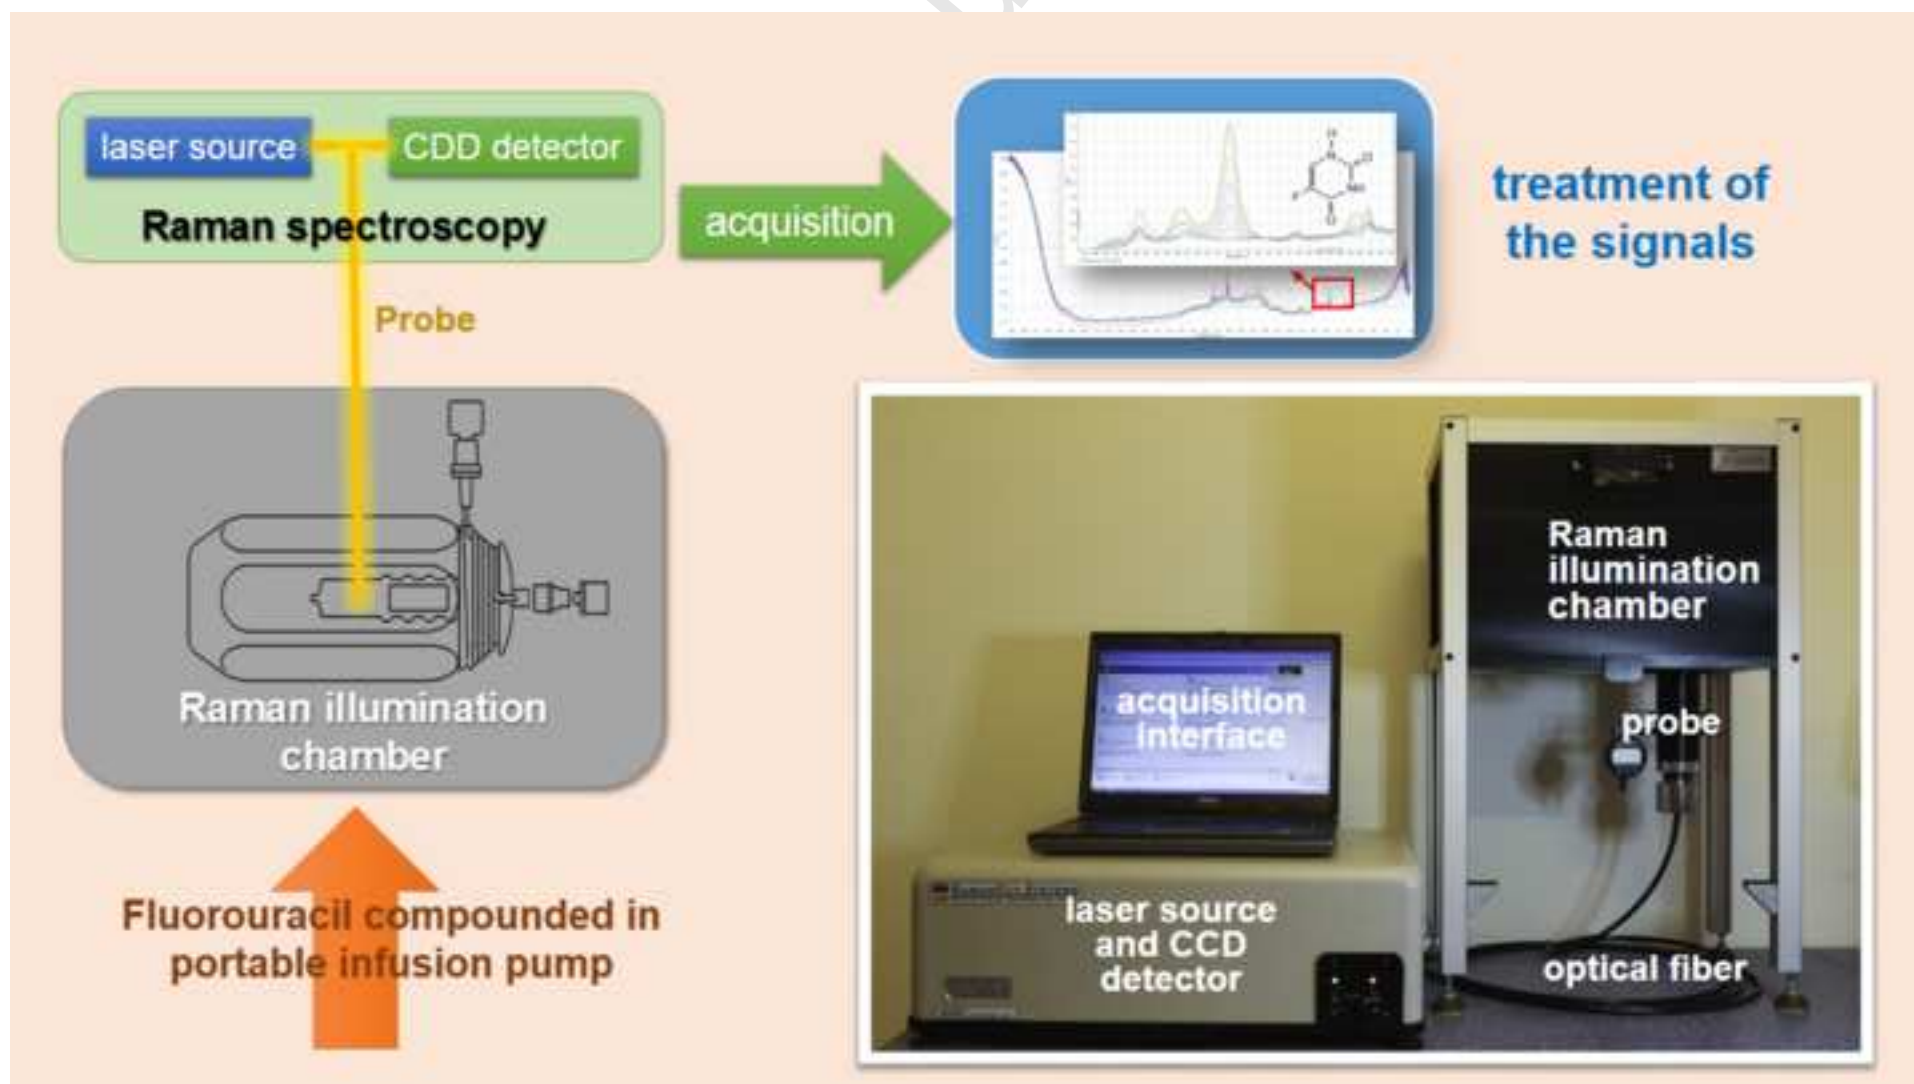 laser source
CDD detector
Raman spectroscopy
Probe
acquisition
treatment of
the signals
Raman illumination
chamber
Fluorouracil compounded in
portable infusion pump
Raman
illumination
chamber
acquisition
interface
probe
laser source
and CCD
detector
optical fiber